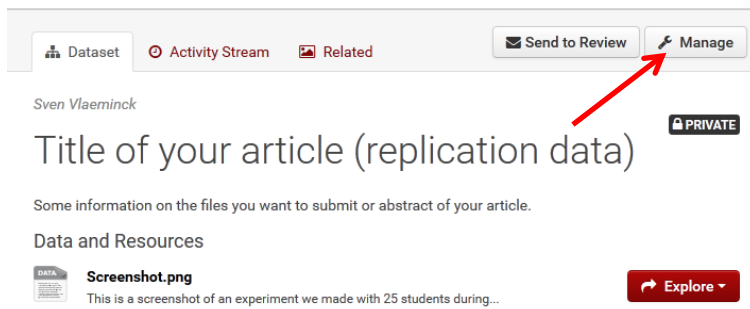 Dataset Activity Stream Related Send to Review Manage
Sven Vlaeminck
PRIVATE
Title of your article (replication data)
Some information on the files you want to submit or abstract of your article.
Data and Resources
DATA
Screenshot.png
This is a screenshot of an experiment we made with 25 students during...
Explore